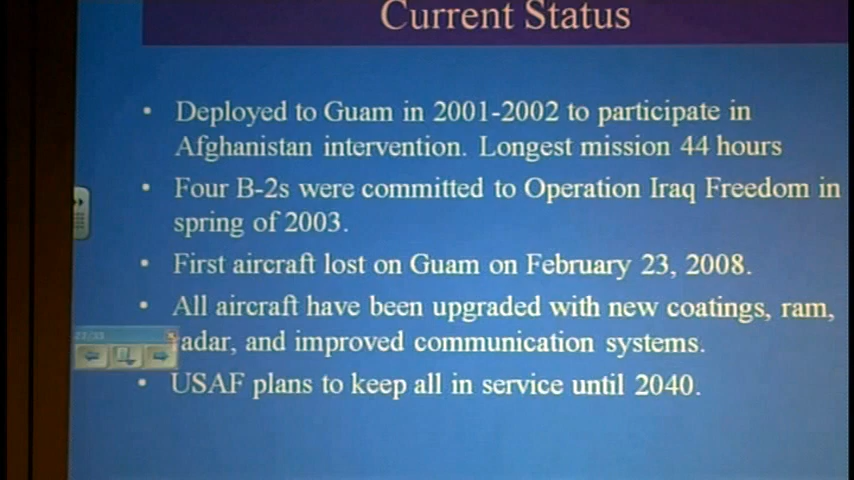 Current Status
• Deployed to Guam in 2001-2002 to participate in
Afghanistan intervention. Longest mission 44 hours
• Four B-2s were committed to Operation Iraq Freedom in
spring of 2003.
• First aircraft lost on Guam on February 23, 2008.
• All aircraft have been upgraded with new coatings, ram,
adar, and improved communication systems.
• USAF plans to keep all in service until 2040.